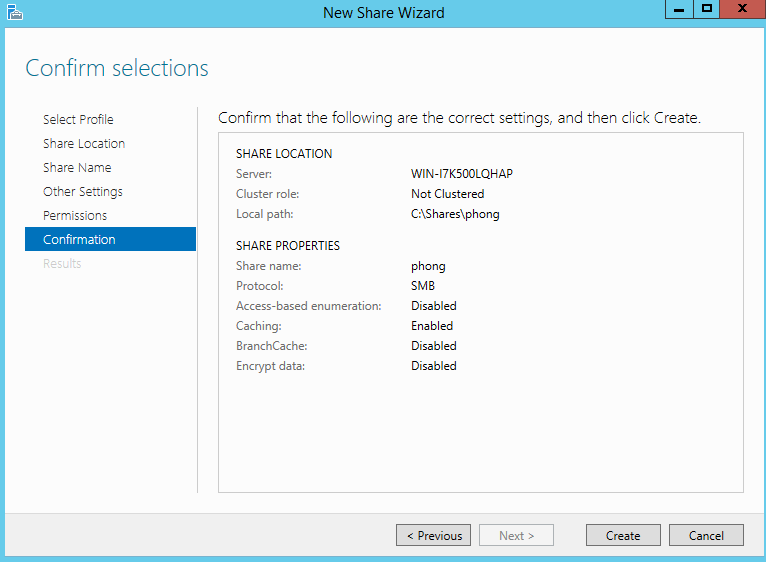 New Share Wizard
Confirm selections
Select Profile
Share Location
Share Name
Other Settings
Permissions
Confirmation
Results
Confirm that the following are the correct settings, and then click Create.
SHARE LOCATION
Server: WIN-I7K500LQHAP
Cluster role: Not Clustered
Local path: C:\Shares\phong
SHARE PROPERTIES
Share name: phong
Protocol: SMB
Access-based enumeration: Disabled
Caching: Enabled
BranchCache: Disabled
Encrypt data: Disabled
< Previous Next > Create Cancel